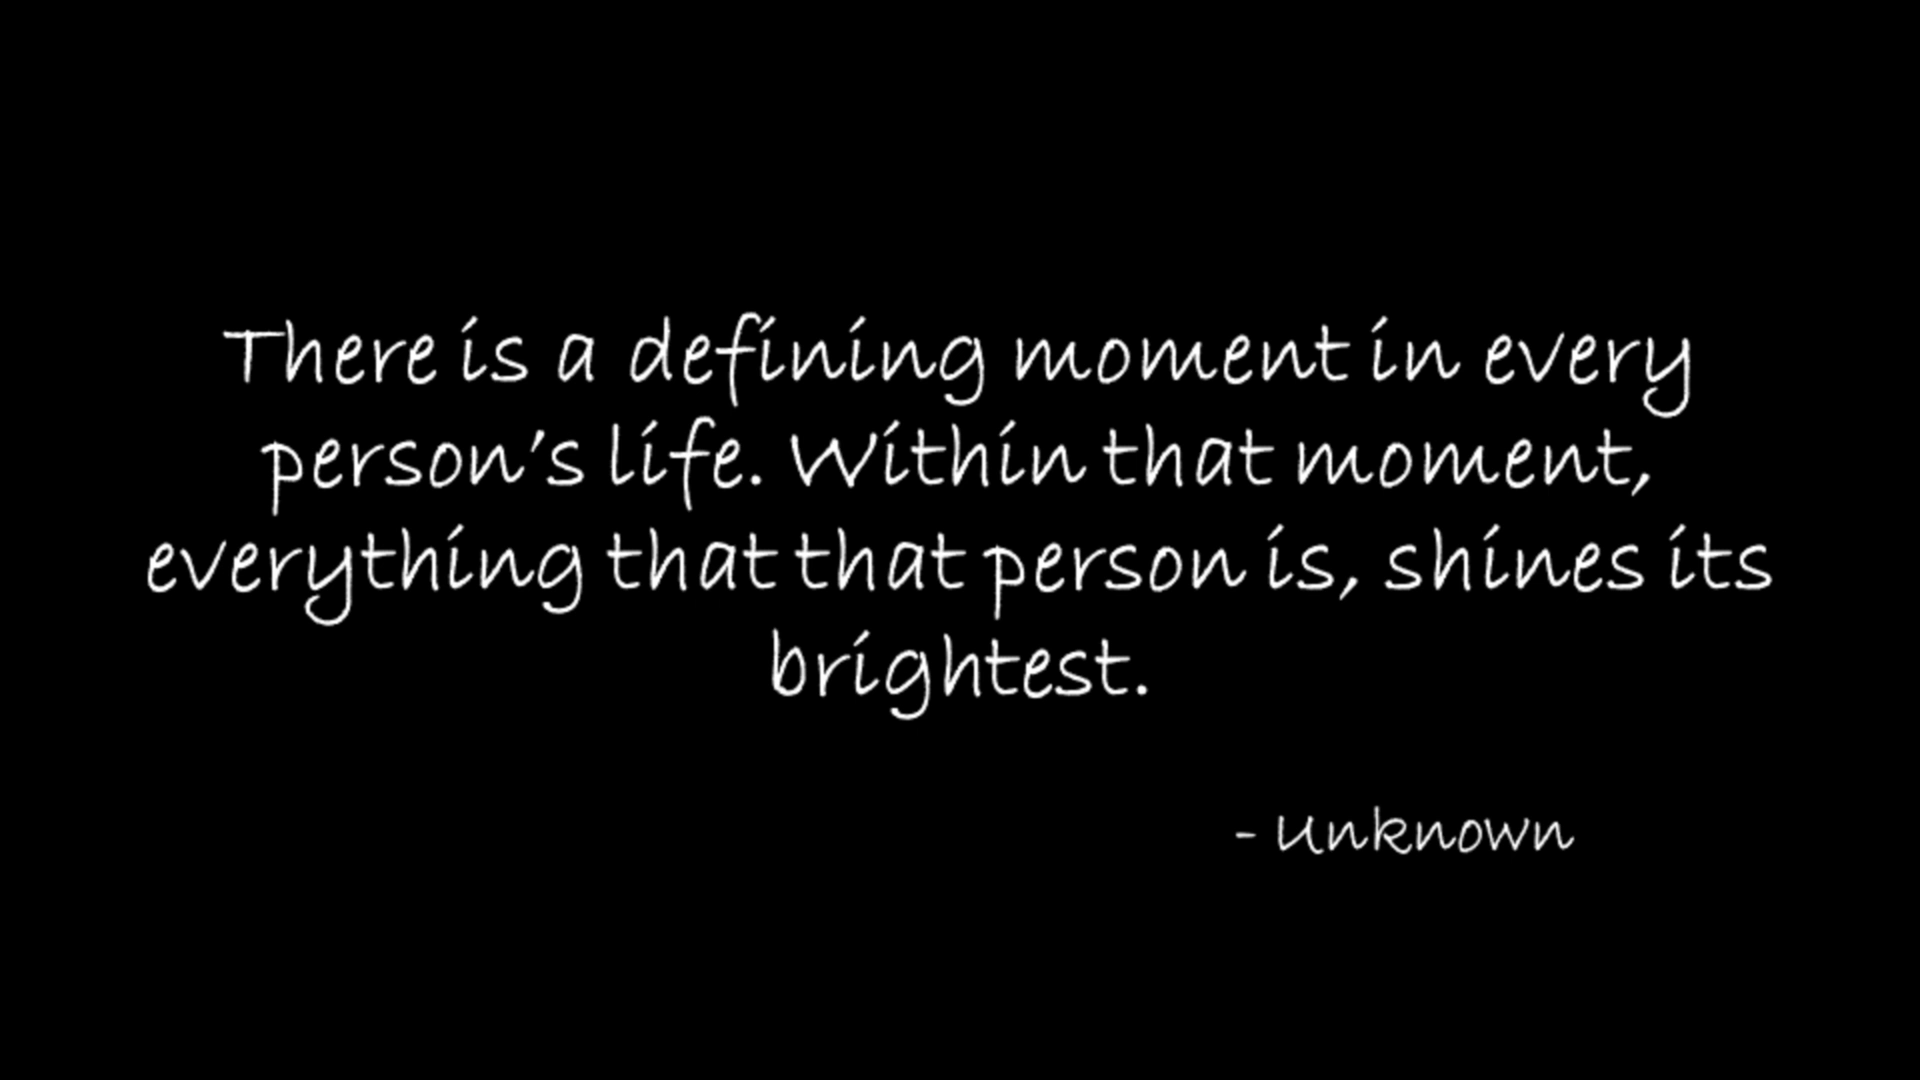 There is a defining moment in every
person’s life. Within that moment,
everything that that person is, shines its
brightest.
- Unknown